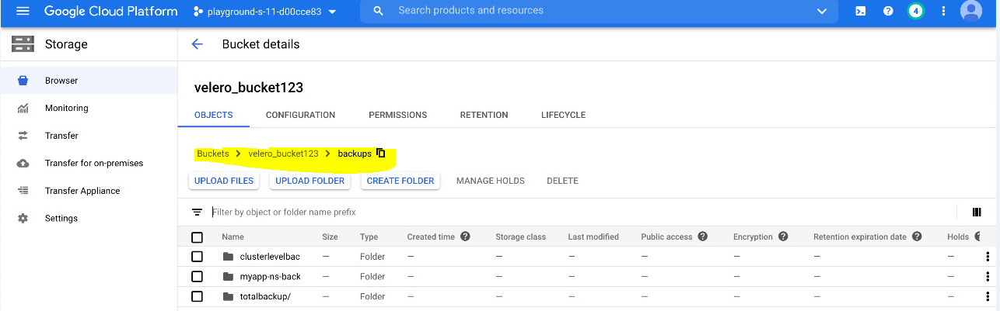 Google Cloud Platform playground-s-11-d00cce83 Search products and resources ? 4
Storage Bucket details
Browser
Monitoring
Transfer
Transfer for on-premises
Transfer Appliance
Settings
velero_bucket123
OBJECTS CONFIGURATION PERMISSIONS RETENTION LIFECYCLE
Buckets > velero_bucket123 > backups
UPLOAD FILES UPLOAD FOLDER CREATE FOLDER MANAGE HOLDS DELETE
Filter by object or folder name prefix
Name Size Type Created time ? Storage class Last modified Public access ? Encryption ? Retention expiration date ? Holds ?
clusterlevelbac — Folder — — — — — — —
myapp-ns-back — Folder — — — — — — —
totalbackup/ — Folder — — — — — — —